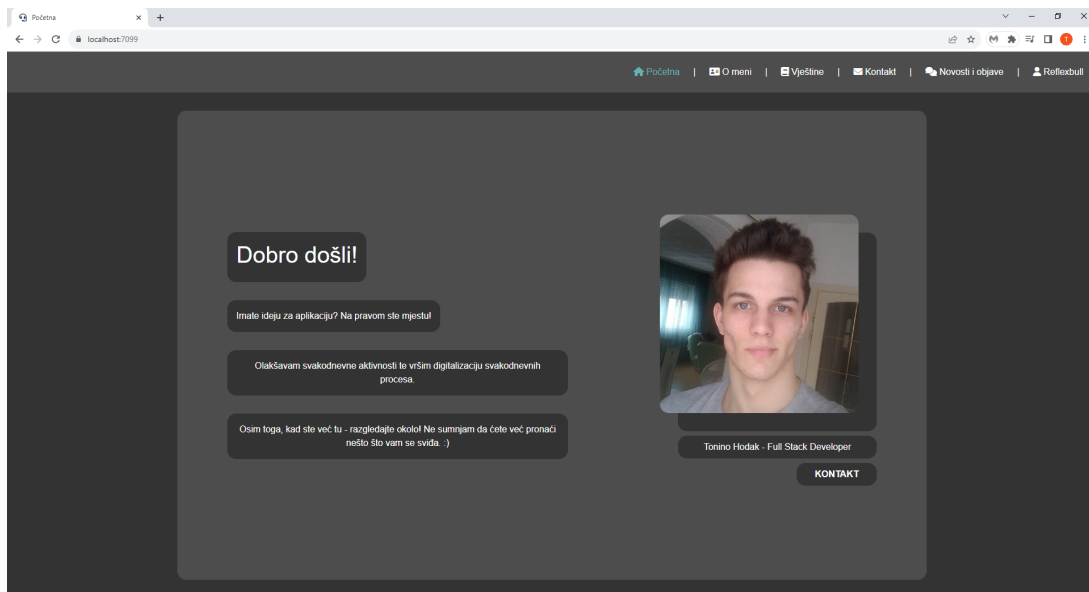 Početna
localhost:7099
T
Početna | O meni | Vještine | Kontakt | Novosti i objave | Reflexbull
Dobro došli!
Imate ideju za aplikaciju? Na pravom ste mjestu!
Olakšavam svakodnevne aktivnosti te vršim digitalizaciju svakodnevnih
procesa.
Osim toga, kad ste već tu - razgledajte okolo! Ne sumnjam da ćete već pronaći
nešto što vam se sviđa. :)
Tonino Hodak - Full Stack Developer
KONTAKT